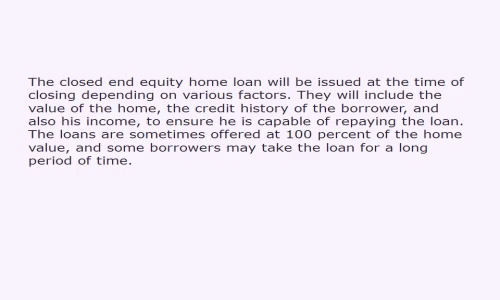 The closed end equity home loan will be issued at the time of
closing depending on various factors. They will include the
value of the home, the credit history of the borrower, and
also his income, to ensure he is capable of repaying the loan.
The loans are sometimes offered at 100 percent of the home
value, and some borrowers may take the loan for a long
period of time.